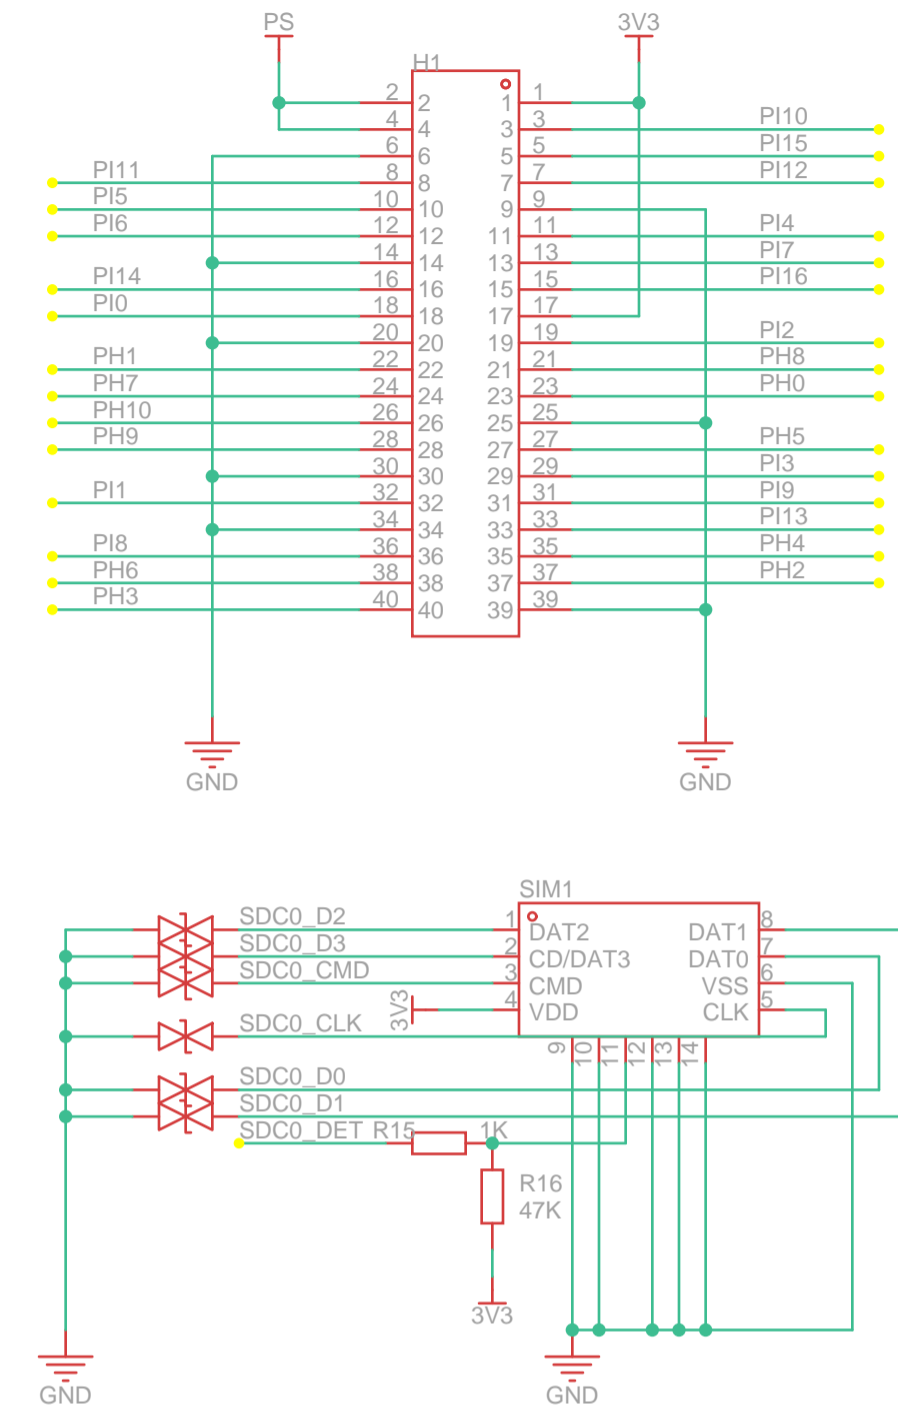 PS 3V3
H1
2 2 1 1
4 4 3 3 PI10
6 6 5 5 PI15
PI11 8 8 7 7 PI12
PI5 10 10 9 9
PI6 12 12 11 11 PI4
14 14 13 13 PI7
PI14 16 16 15 15 PI16
PI0 18 18 17 17
20 20 19 19 PI2
PH1 22 22 21 21 PH8
PH7 24 24 23 23 PH0
PH10 26 26 25 25
PH9 28 28 27 27 PH5
30 30 29 29 PI3
PI1 32 32 31 31 PI9
34 34 33 33 PI13
PI8 36 36 35 35 PH4
PH6 38 38 37 37 PH2
PH3 40 40 39 39
GND GND
SIM1
SDC0_D2 1 DAT2 DAT1 8
SDC0_D3 2 CD/DAT3 DAT0 7
SDC0_CMD 3 CMD VSS 6
3V3 4 VDD CLK 5
SDC0_CLK
9 10 11 12 13 14
SDC0_D0
SDC0_D1
SDC0_DET R15 1K
R16
47K
3V3
GND GND